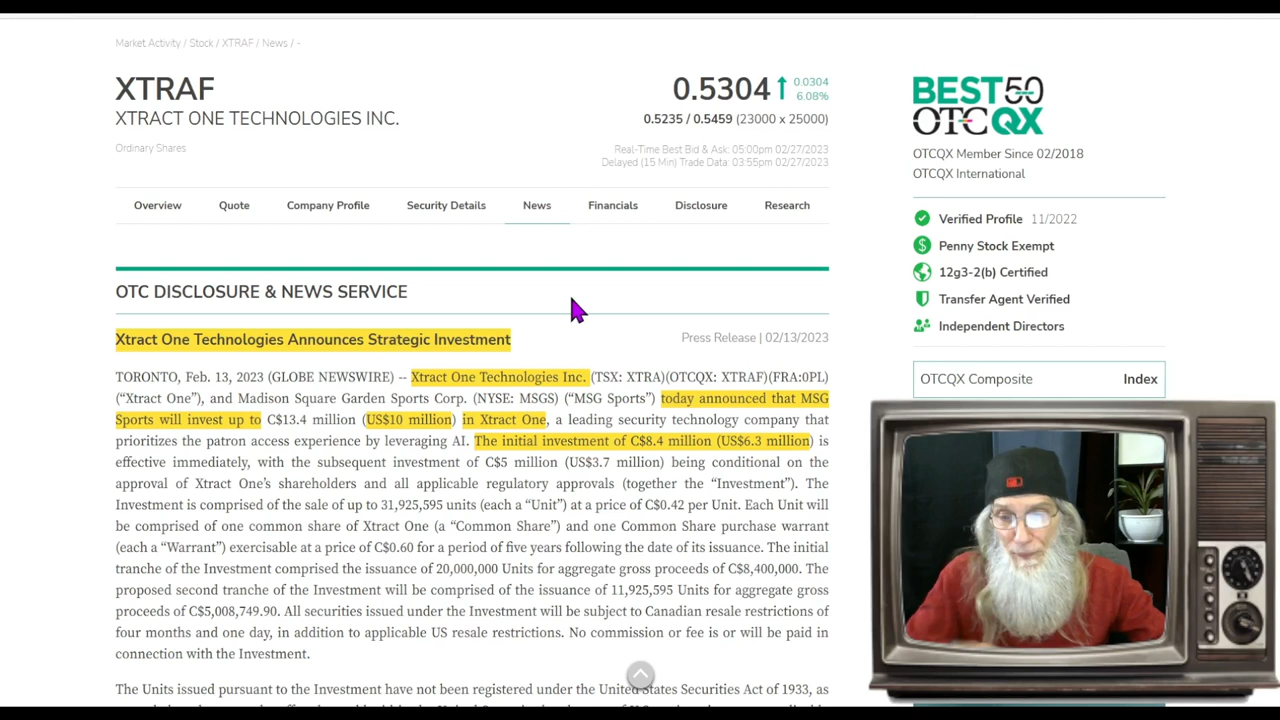 Market Activity / Stock / XTRAF / News / -
XTRAF
XTRACT ONE TECHNOLOGIES INC.
Ordinary Shares
0.5304
0.0304
6.08%
0.5235 / 0.5459 (23000 x 25000)
Real-Time Best Bid & Ask: 05:00pm 02/27/2023
Delayed (15 Min) Trade Data: 03:55pm 02/27/2023
BEST50
OTCQX
OTCQX Member Since 02/2018
OTCQX International
Overview Quote Company Profile Security Details News Financials Disclosure Research
Verified Profile 11/2022
Penny Stock Exempt
12g3-2(b) Certified
Transfer Agent Verified
Independent Directors
OTCQX Composite Index
OTC DISCLOSURE & NEWS SERVICE
Xtract One Technologies Announces Strategic Investment
Press Release | 02/13/2023
TORONTO, Feb. 13, 2023 (GLOBE NEWSWIRE) -- Xtract One Technologies Inc. (TSX: XTRA)(OTCQX: XTRAF)(FRA:0PL)
(“Xtract One”), and Madison Square Garden Sports Corp. (NYSE: MSGS) (“MSG Sports”) today announced that MSG
Sports will invest up to C$13.4 million (US$10 million) in Xtract One, a leading security technology company that
prioritizes the patron access experience by leveraging AI. The initial investment of C$8.4 million (US$6.3 million) is
effective immediately, with the subsequent investment of C$5 million (US$3.7 million) being conditional on the
approval of Xtract One’s shareholders and all applicable regulatory approvals (together the “Investment”). The
Investment is comprised of the sale of up to 31,925,595 units (each a “Unit”) at a price of C$0.42 per Unit. Each Unit will
be comprised of one common share of Xtract One (a “Common Share”) and one Common Share purchase warrant
(each a “Warrant”) exercisable at a price of C$0.60 for a period of five years following the date of its issuance. The initial
tranche of the Investment comprised the issuance of 20,000,000 Units for aggregate gross proceeds of C$8,400,000. The
proposed second tranche of the Investment will be comprised of the issuance of 11,925,595 Units for aggregate gross
proceeds of C$5,008,749.90. All securities issued under the Investment will be subject to Canadian resale restrictions of
four months and one day, in addition to applicable US resale restrictions. No commission or fee is or will be paid in
connection with the Investment.
The Units issued pursuant to the Investment have not been registered under the United States Securities Act of 1933, as